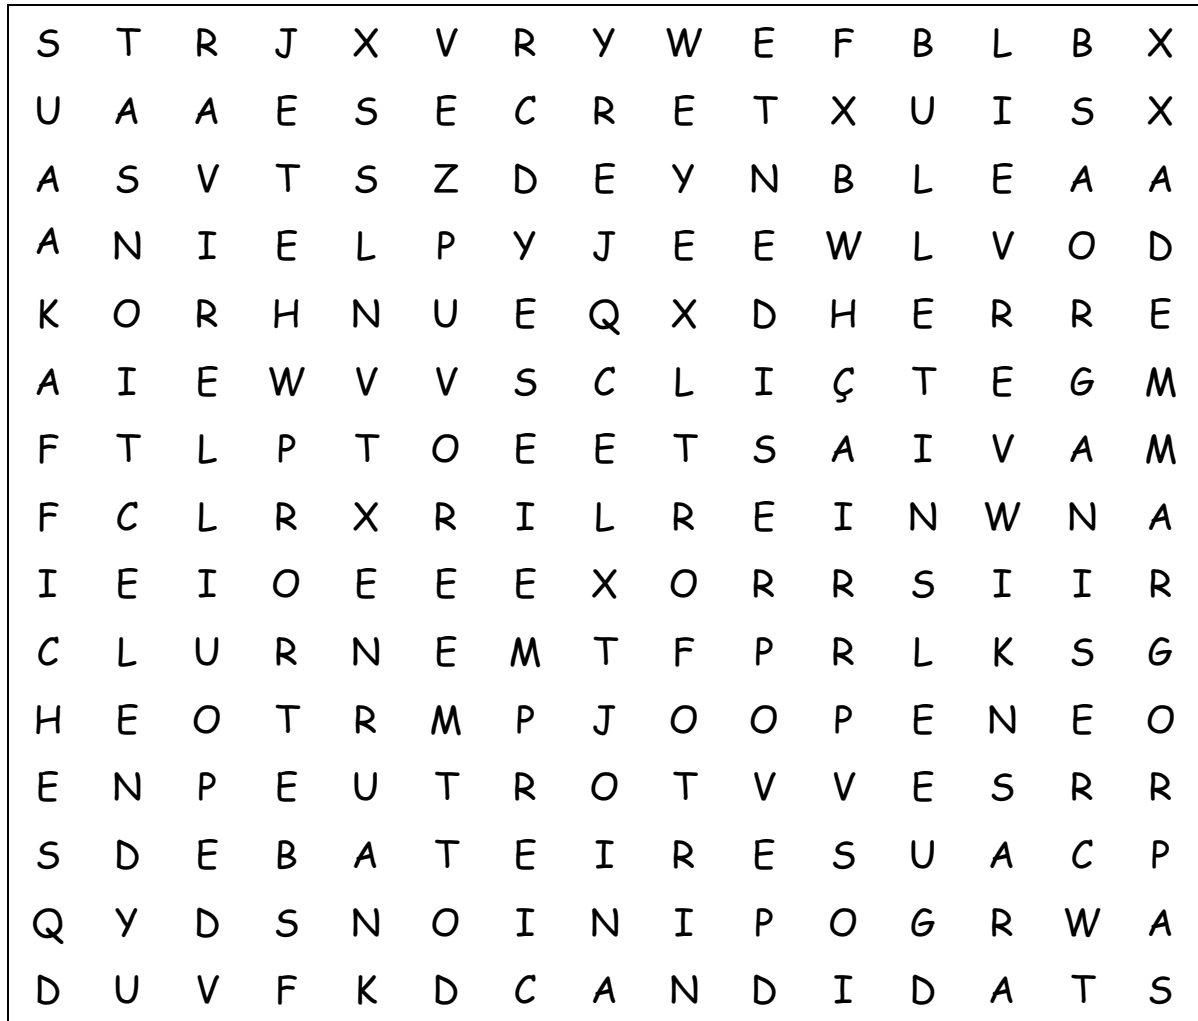 S T R J X V R Y W E F B L B X
U A A E S E C R E T X U I S X
A S V T S Z D E Y N B L E A A
A N I E L P Y J E E W L V O D
K O R H N U E Q X D H E R R E
A I E W V V S C L I Ç T E G M
F T L P T O E E T S A I V A M
F C L R X R I L R E I N W N A
I E I O E E E X O R R S I I R
C L U R N E M T F P R L K S G
H E O T R M P J O O P E N E O
E N P E U T R O T V V E S R R
S D E B A T E I R E S U A C P
Q Y D S N O I N I P O G R W A
D U V F K D C A N D I D A T S